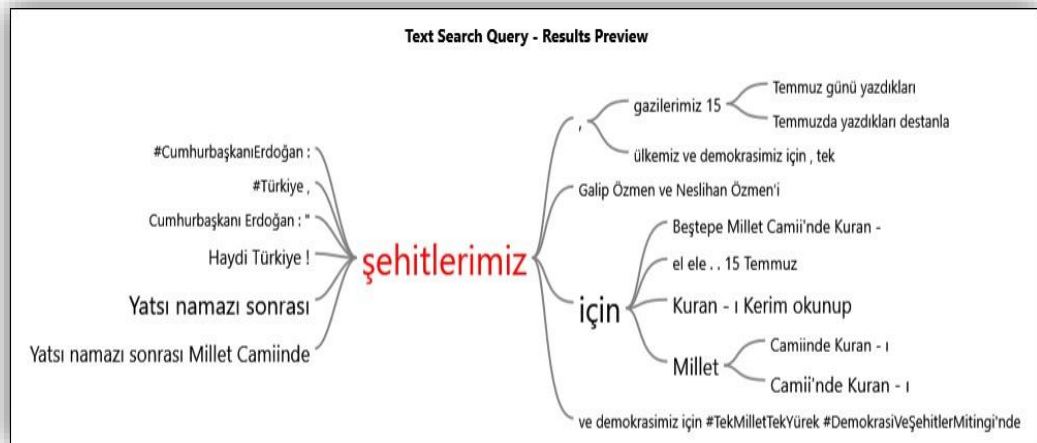 Text Search Query - Results Preview
#CumhurbaşkanıErdoğan :
#Türkiye ,
Cumhurbaşkanı Erdoğan : "
Haydi Türkiye !
Yatsı namazı sonrası
Yatsı namazı sonrası Millet Camiinde
şehitlerimiz
,
gazilerimiz 15
Temmuz günü yazdıkları
Temmuzda yazdıkları destanla
ülkemiz ve demokrasimiz için , tek
Galip Özmen ve Neslihan Özmen'i
için
Beştepe Millet Camii'nde Kuran -
el ele . . 15 Temmuz
Kuran - ı Kerim okunup
Millet
Camiinde Kuran - ı
Camii'nde Kuran - ı
ve demokrasimiz için #TekMilletTekYürek #DemokrasiVeŞehitlerMitingi'nde